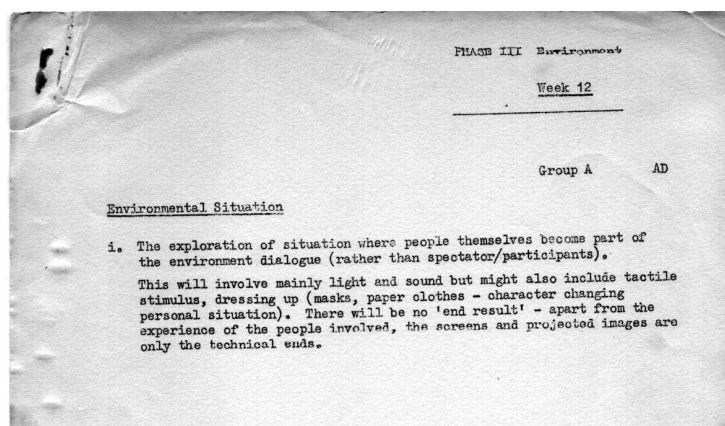 PHASE III Environment
Week 12
Group A AD
Environmental Situation
i. The exploration of situation where people themselves become part of
the environment dialogue (rather than spectator/participants).
This will involve mainly light and sound but might also include tactile
stimulus, dressing up (masks, paper clothes - character changing
personal situation). There will be no 'end result' - apart from the
experience of the people involved, the screens and projected images are
only the technical ends.